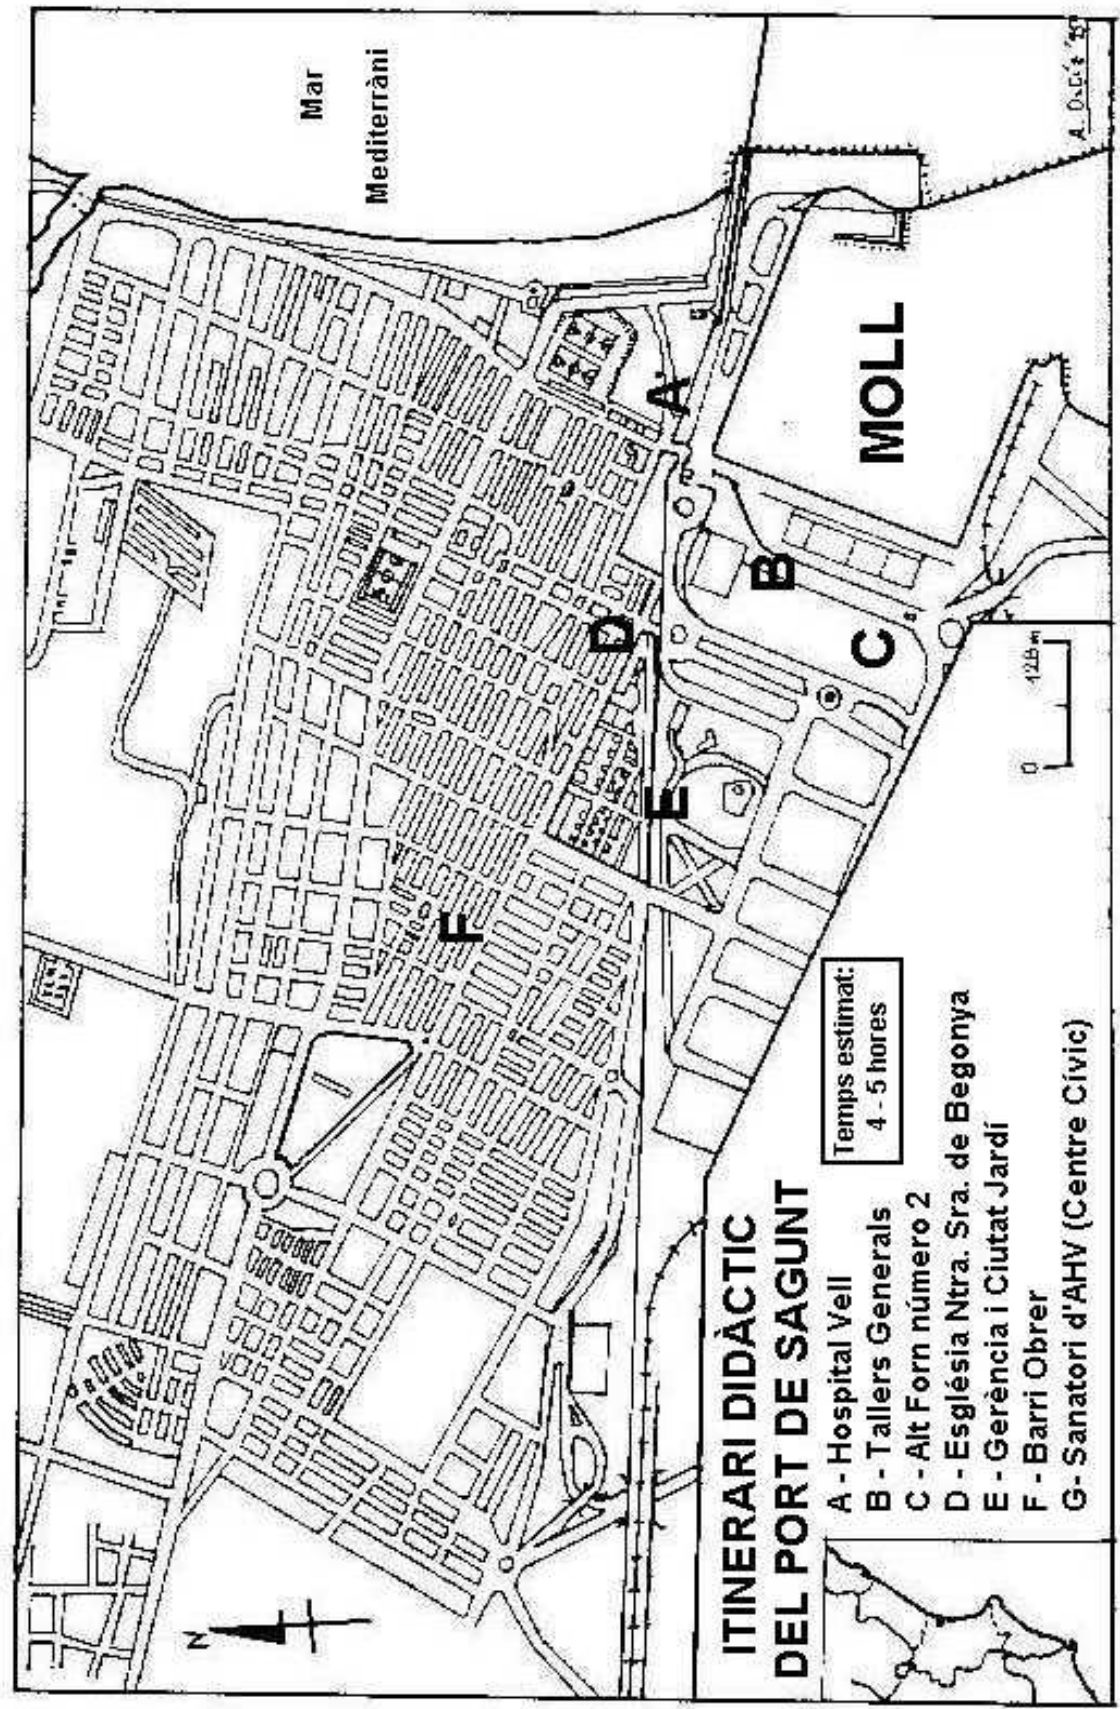 Mar
Mediterràni
A
D
B
MOLL
E
C
F
N
0 125 m
ITINERARI DIDÀCTIC
DEL PORT DE SAGUNT
Temps estimat:
4 - 5 hores
A - Hospital Vell
B - Tallers Generals
C - Alt Forn número 2
D - Església Ntra. Sra. de Begonya
E - Gerència i Ciutat Jardí
F - Barri Obrer
G- Sanatori d'AHV (Centre Cívic)